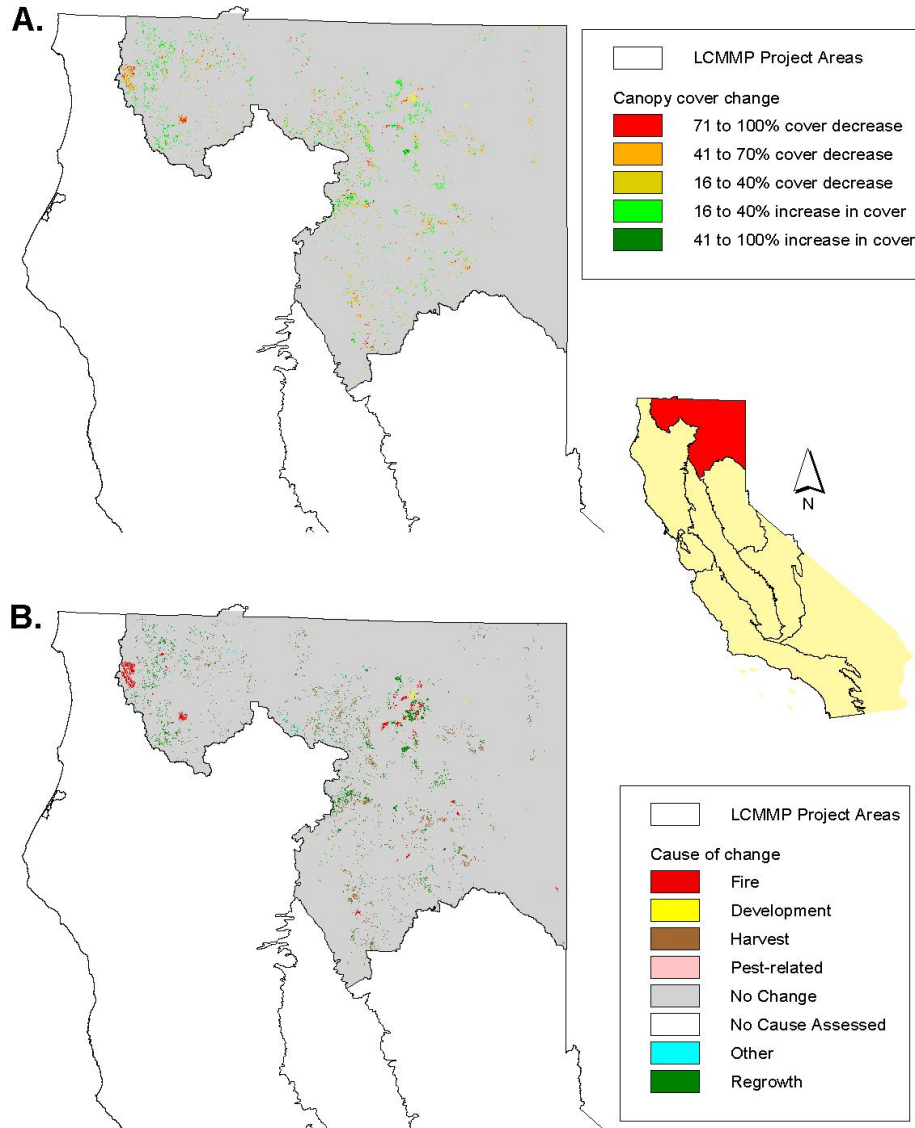 A.
LCMMP Project Areas
Canopy cover change
71 to 100% cover decrease
41 to 70% cover decrease
16 to 40% cover decrease
16 to 40% increase in cover
41 to 100% increase in cover
N
B.
LCMMP Project Areas
Cause of change
Fire
Development
Harvest
Pest-related
No Change
No Cause Assessed
Other
Regrowth